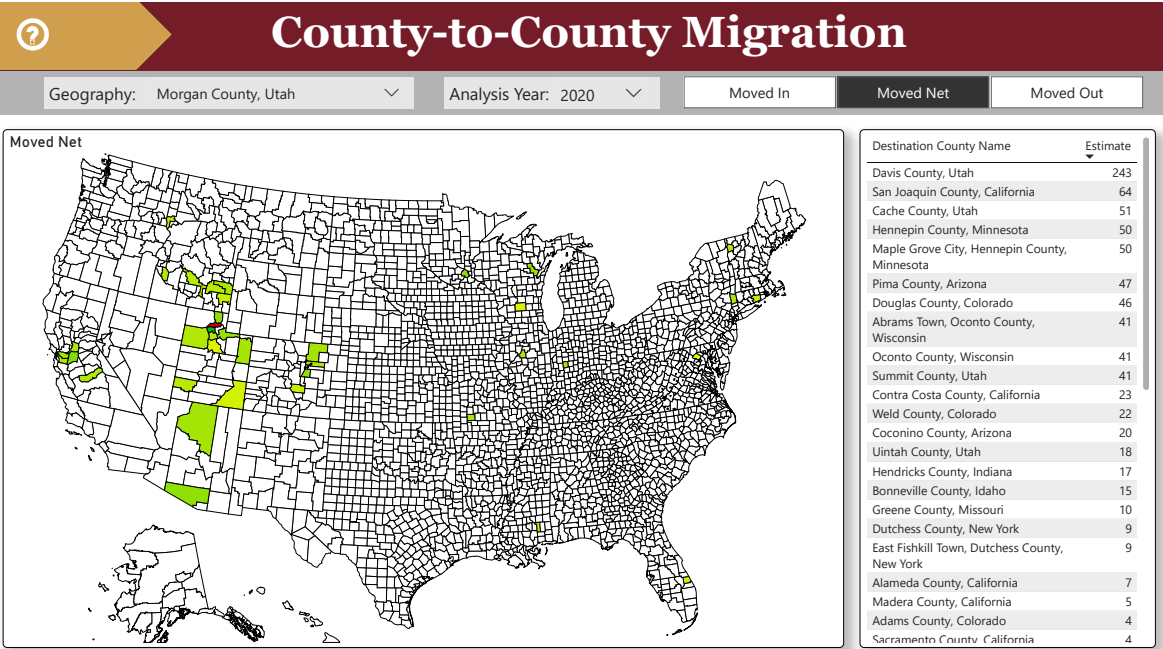 ?
County-to-County Migration
Geography: Morgan County, Utah
Analysis Year: 2020
Moved In
Moved Net
Moved Out
Moved Net
Destination County Name Estimate
Davis County, Utah 243
San Joaquin County, California 64
Cache County, Utah 51
Hennepin County, Minnesota 50
Maple Grove City, Hennepin County, 50
Minnesota
Pima County, Arizona 47
Douglas County, Colorado 46
Abrams Town, Oconto County, 41
Wisconsin
Oconto County, Wisconsin 41
Summit County, Utah 41
Contra Costa County, California 23
Weld County, Colorado 22
Coconino County, Arizona 20
Uintah County, Utah 18
Hendricks County, Indiana 17
Bonneville County, Idaho 15
Greene County, Missouri 10
Dutchess County, New York 9
East Fishkill Town, Dutchess County, 9
New York
Alameda County, California 7
Madera County, California 5
Adams County, Colorado 4
Sacramento County, California 4